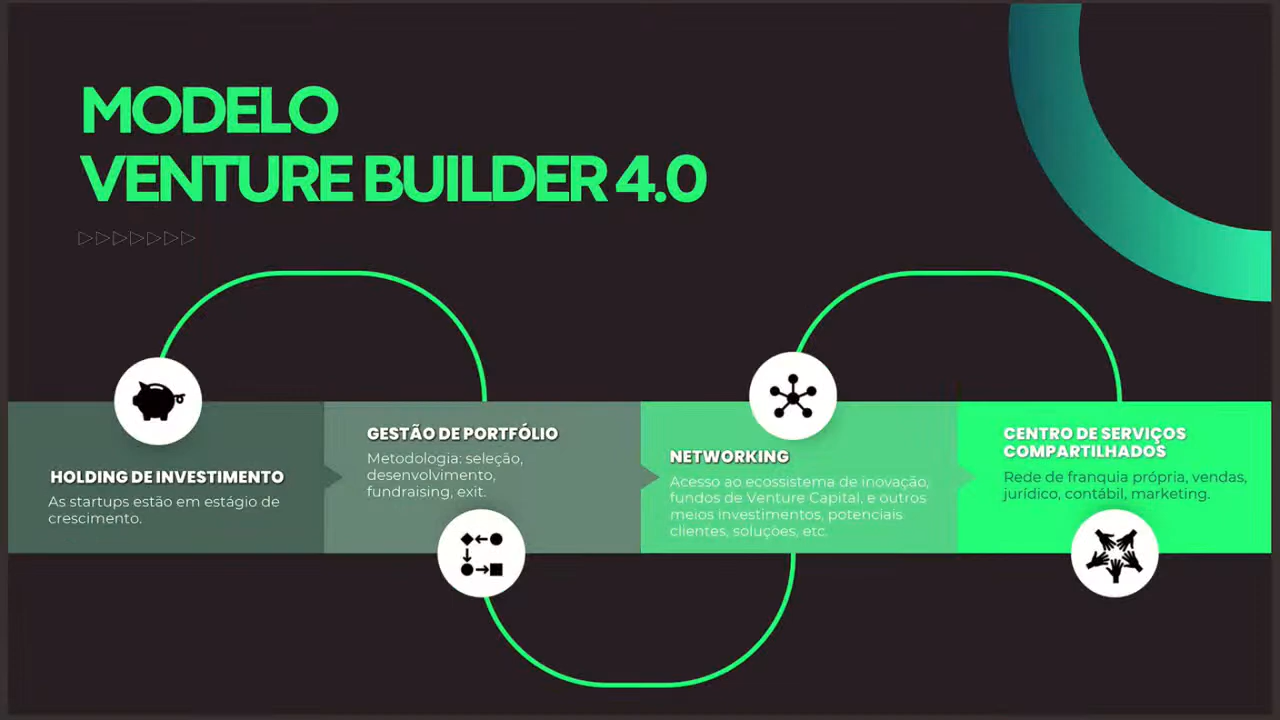 MODELO
VENTURE BUILDER 4.0
HOLDING DE INVESTIMENTO
As startups estão em estágio de
crescimento.
GESTÃO DE PORTFÓLIO
Metodologia: seleção,
desenvolvimento,
fundraising, exit.
NETWORKING
Acesso ao ecossistema de inovação,
fundos de Venture Capital, e outros
meios investimentos, potenciais
clientes, soluções, etc.
CENTRO DE SERVIÇOS
COMPARTILHADOS
Rede de franquia própria, vendas,
jurídico, contábil, marketing.